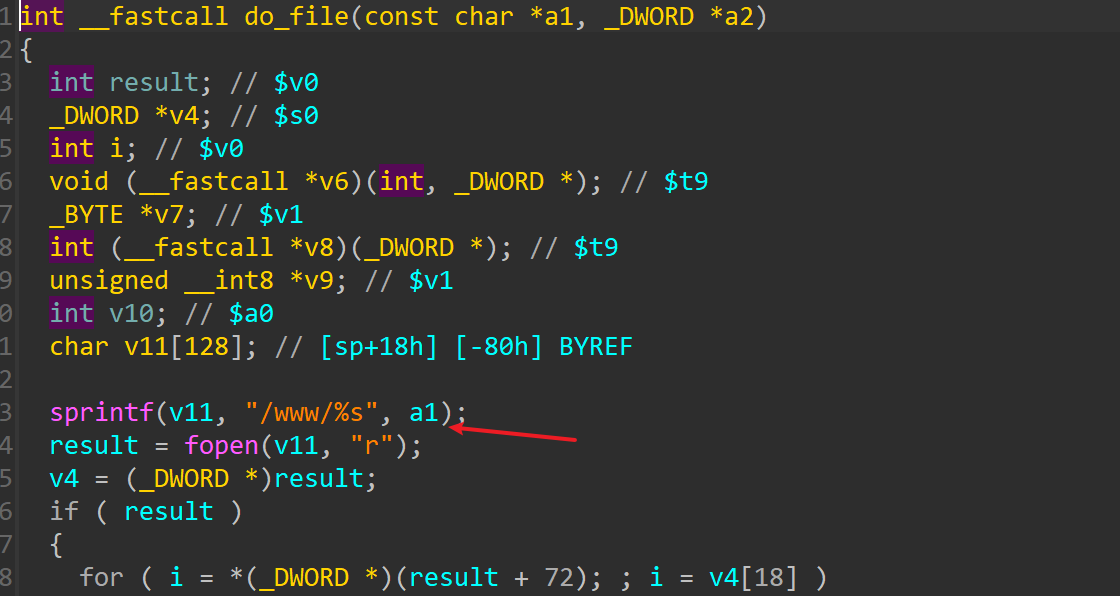 1 int __fastcall do_file(const char *a1, _DWORD *a2)
2 {
3   int result; // $v0
4   _DWORD *v4; // $s0
5   int i; // $v0
6   void (__fastcall *v6)(int, _DWORD *); // $t9
7   _BYTE *v7; // $v1
8   int (__fastcall *v8)(_DWORD *); // $t9
9   unsigned __int8 *v9; // $v1
0   int v10; // $a0
1   char v11[128]; // [sp+18h] [-80h] BYREF
2
3   sprintf(v11, "/www/%s", a1);
4   result = fopen(v11, "r");
5   v4 = (_DWORD *)result;
6   if ( result )
7   {
8     for ( i = *(_DWORD *)(result + 72); ; i = v4[18] )